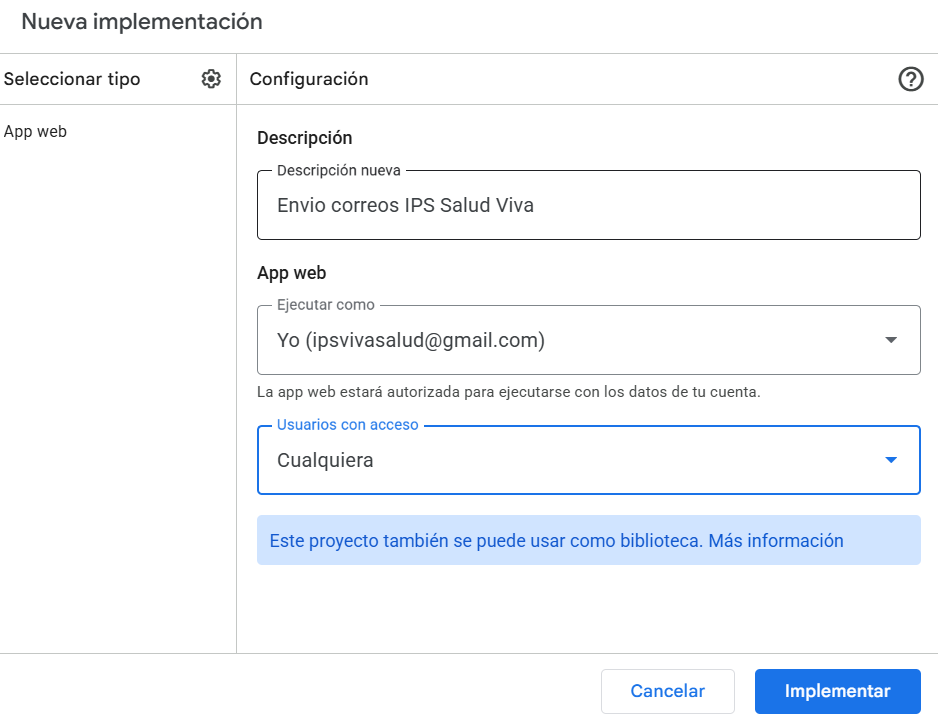 Nueva implementación
Seleccionar tipo
Configuración
App web
Descripción
Descripción nueva
Envio correos IPS Salud Viva
App web
Ejecutar como
Yo (ipsvivasalud@gmail.com)
La app web estará autorizada para ejecutarse con los datos de tu cuenta.
Usuarios con acceso
Cualquiera
Este proyecto también se puede usar como biblioteca. Más información
Cancelar
Implementar